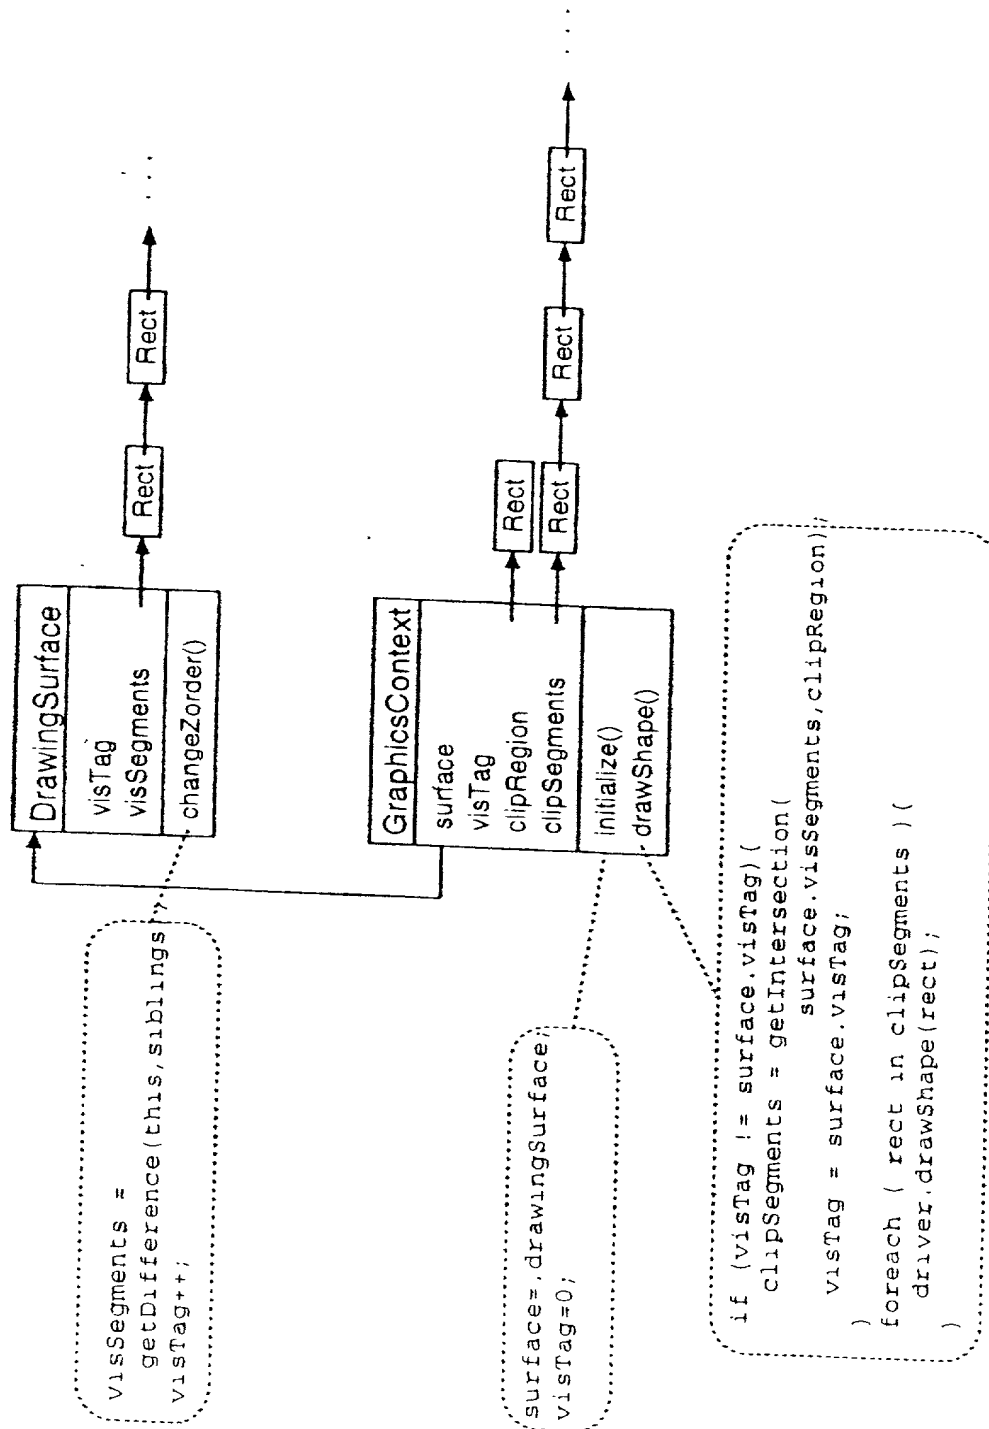 DrawingSurface
visTag
visSegments
changeZorder()
Rect
Rect
...
visSegments =
getDifference(this,siblings);
visTag++;
GraphicsContext
surface
visTag
clipRegion
clipSegments
initialize()
drawShape()
Rect
Rect
Rect
Rect
...
surface=.drawingSurface;
visTag=0;
if (visTag != surface.visTag)(
clipSegments = getIntersection(
surface.visSegments,clipRegion);
visTag = surface.visTag;
)
foreach ( rect in clipSegments )(
driver.drawShape(rect);
)